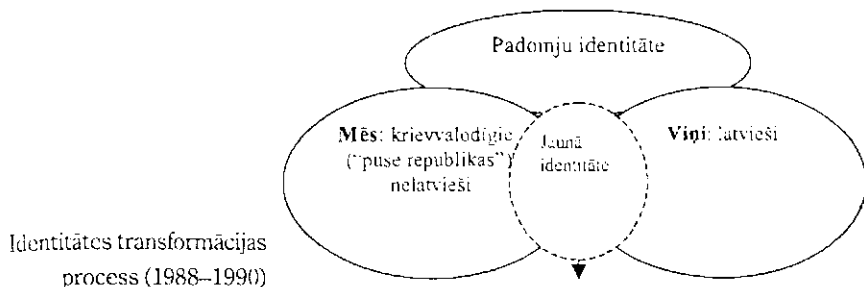 Padomju identitāte
Mēs: krievvalodīgie
("puse republikas")
nelatvieši
Jaunā
identitāte
Viņi: latvieši
Identitātes transformācijas
process (1988–1990)